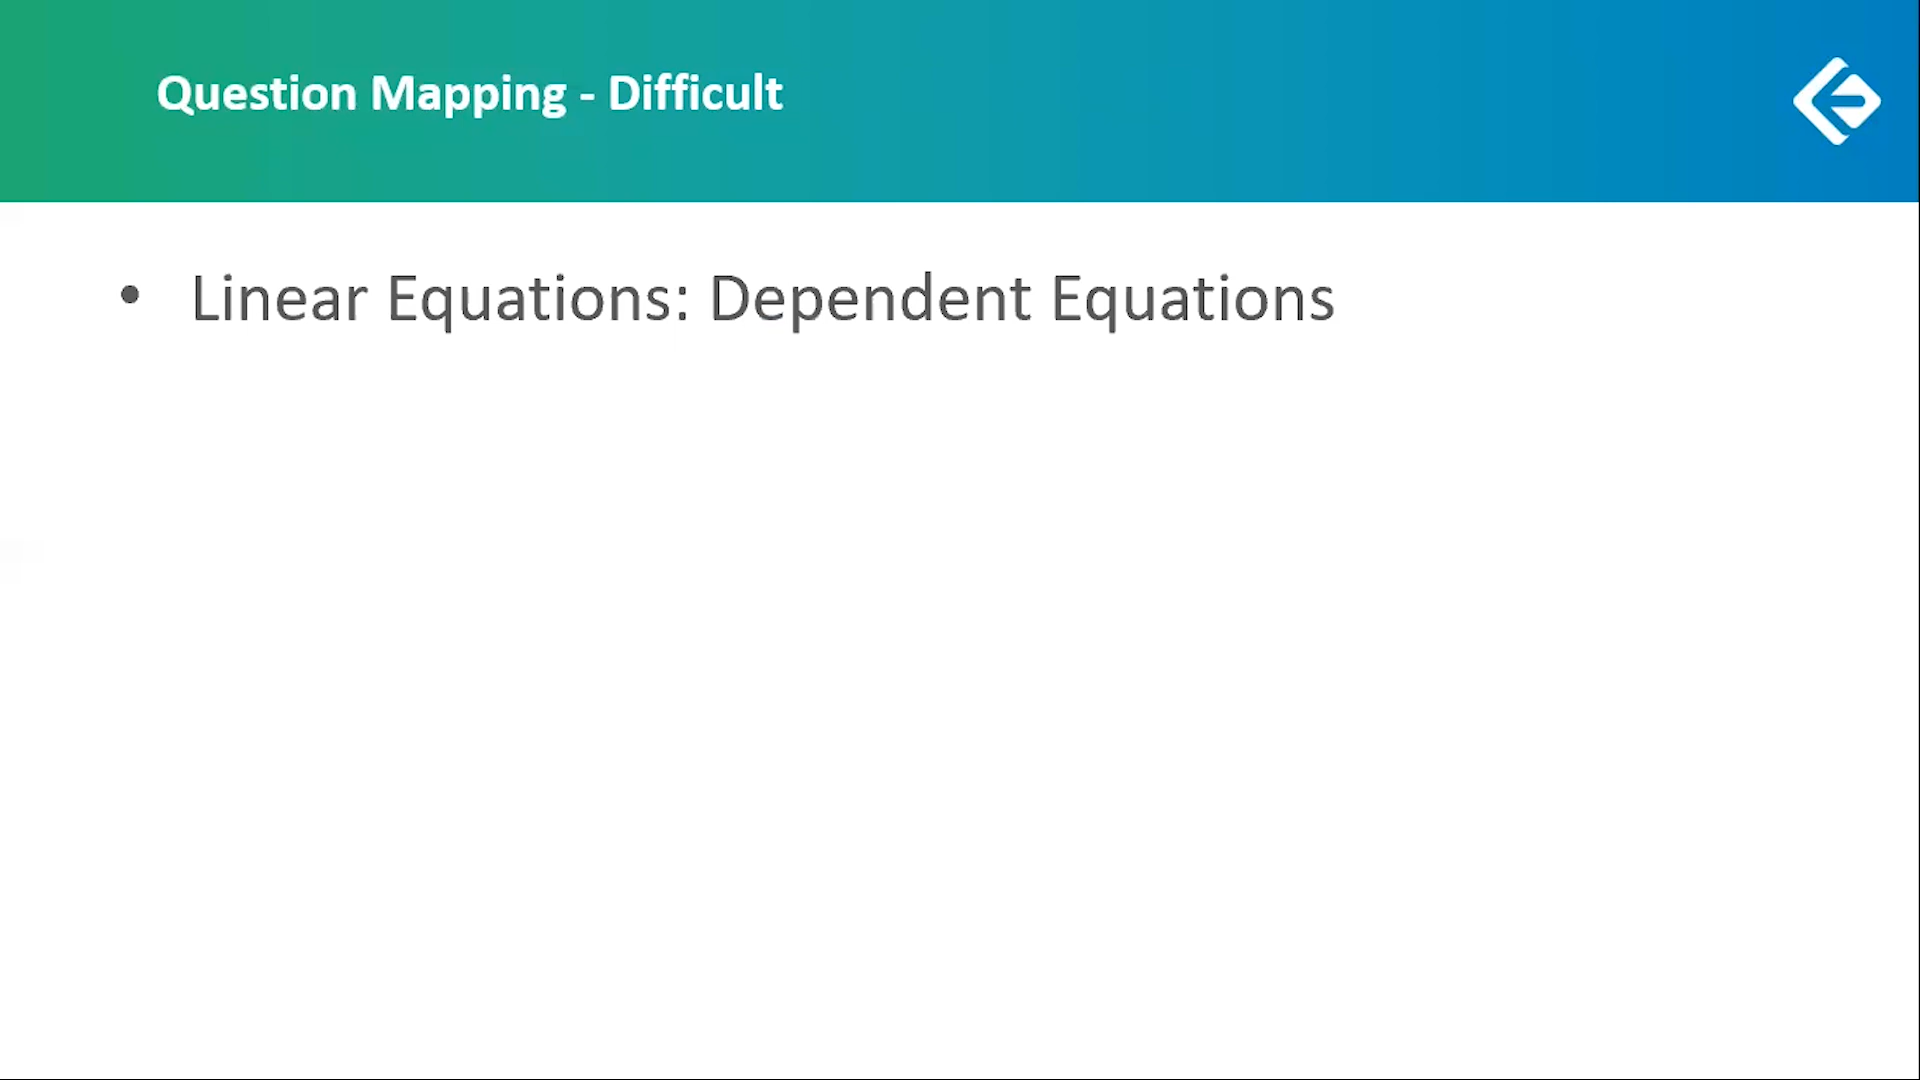 Question Mapping - Difficult
• Linear Equations: Dependent Equations